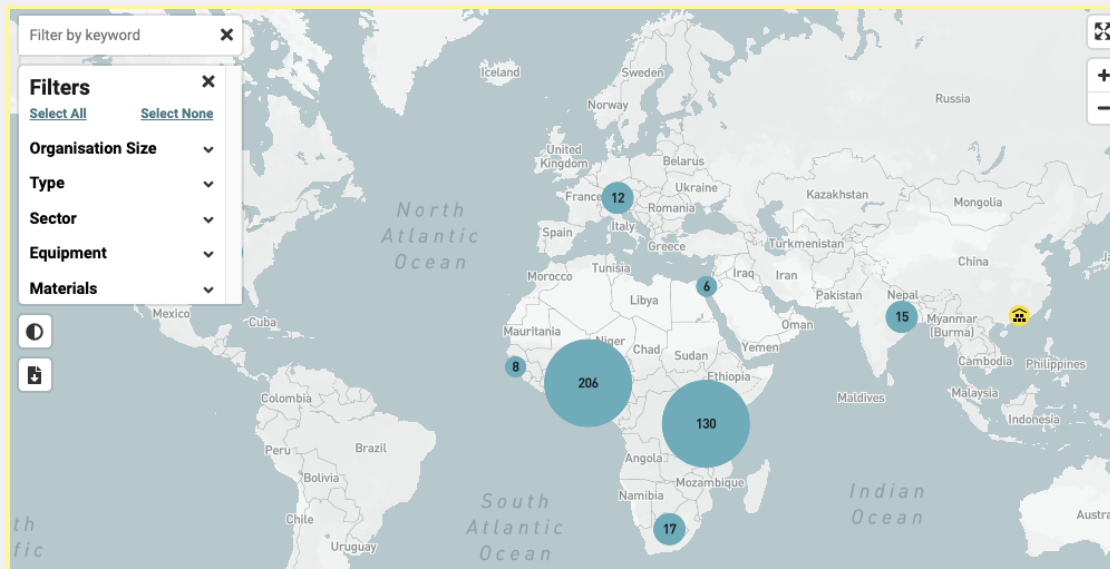 Filter by keyword
Filters
Select All Select None
Organisation Size
Type
Sector
Equipment
Materials
Iceland
Sweden
Norway
Russia
United
Kingdom
Belarus
France
12
Ukraine
Kazakhstan
Romania
Mongolia
North
Atlantic
Ocean
Spain
Italy
Greece
Turkmenistan
China
Morocco
Tunisia
Iraq
Iran
6
Libya
Pakistan
Nepal
15
Mexico
Cuba
Mauritania
Niger
Chad
Sudan
Oman
Yemen
Myanmar
(Burma)
Cambodia
Philippines
8
206
Ethiopia
Colombia
Maldives
Malaysia
Indonesia
130
Peru
Brazil
Bolivia
Angola
Mozambique
Namibia
South
Atlantic
Ocean
Indian
Ocean
Chile
Uruguay
17
Austra
th
fic